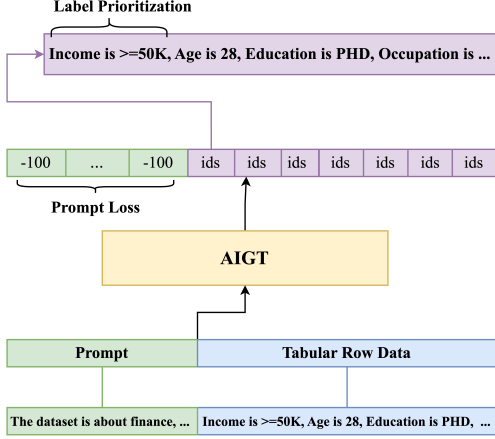 Label Prioritization
Income is >=50K, Age is 28, Education is PHD, Occupation is ...
-100 ... -100 ids ids ids ids ids ids ids
Prompt Loss
AIGT
Prompt Tabular Row Data
The dataset is about finance, ... Income is >=50K, Age is 28, Education is PHD, ...